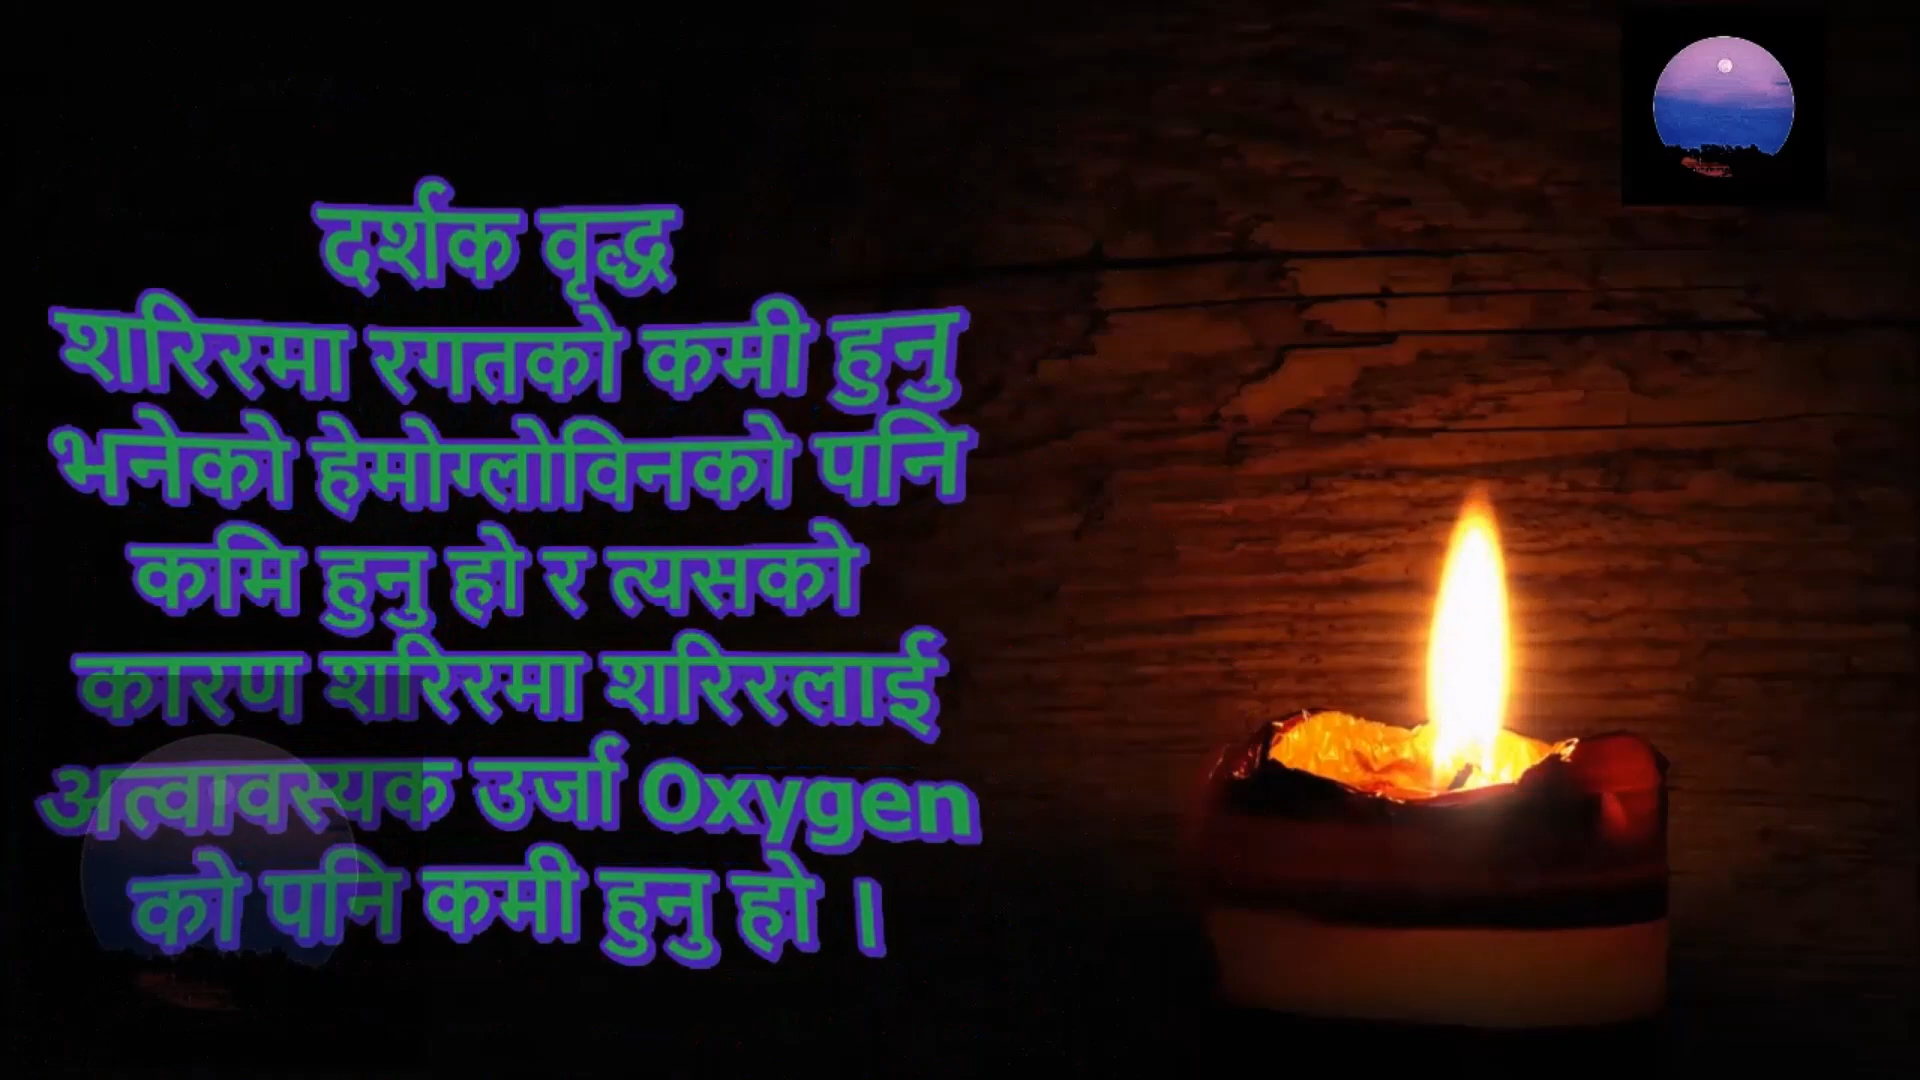 दर्शक वृद्ध
शरिरमा रगतको कमी हुनु
भनेको हेमोग्लोविनको पनि
कमि हुनु हो र त्यसको
कारण शरिरमा शरिरलाई
अत्वावस्यक उर्जा Oxygen
को पनि कमी हुनु हो ।